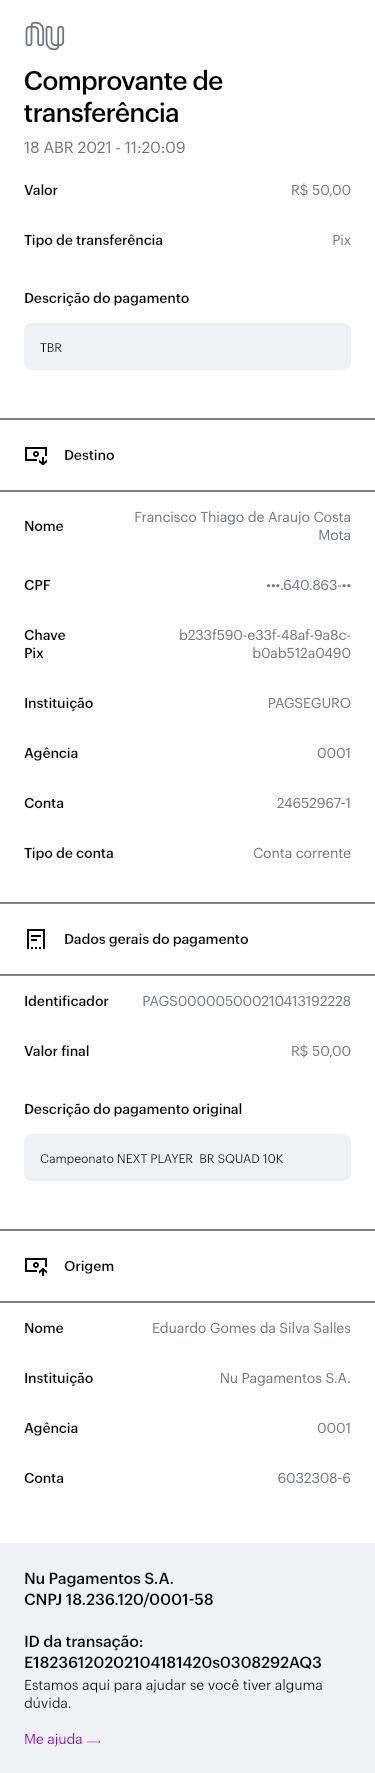 nu
Comprovante de
transferência
18 ABR 2021 - 11:20:09
Valor R$ 50,00
Tipo de transferência Pix
Descrição do pagamento
TBR
Destino
Nome Francisco Thiago de Araujo Costa
Mota
CPF •••.640.863-••
Chave b233f590-e33f-48af-9a8c-
Pix b0ab512a0490
Instituição PAGSEGURO
Agência 0001
Conta 24652967-1
Tipo de conta Conta corrente
Dados gerais do pagamento
Identificador PAGS000005000210413192228
Valor final R$ 50,00
Descrição do pagamento original
Campeonato NEXT PLAYER  BR SQUAD 10K
Origem
Nome Eduardo Gomes da Silva Salles
Instituição Nu Pagamentos S.A.
Agência 0001
Conta 6032308-6
Nu Pagamentos S.A.
CNPJ 18.236.120/0001-58
ID da transação:
E18236120202104181420s0308292AQ3
Estamos aqui para ajudar se você tiver alguma
dúvida.
Me ajuda →